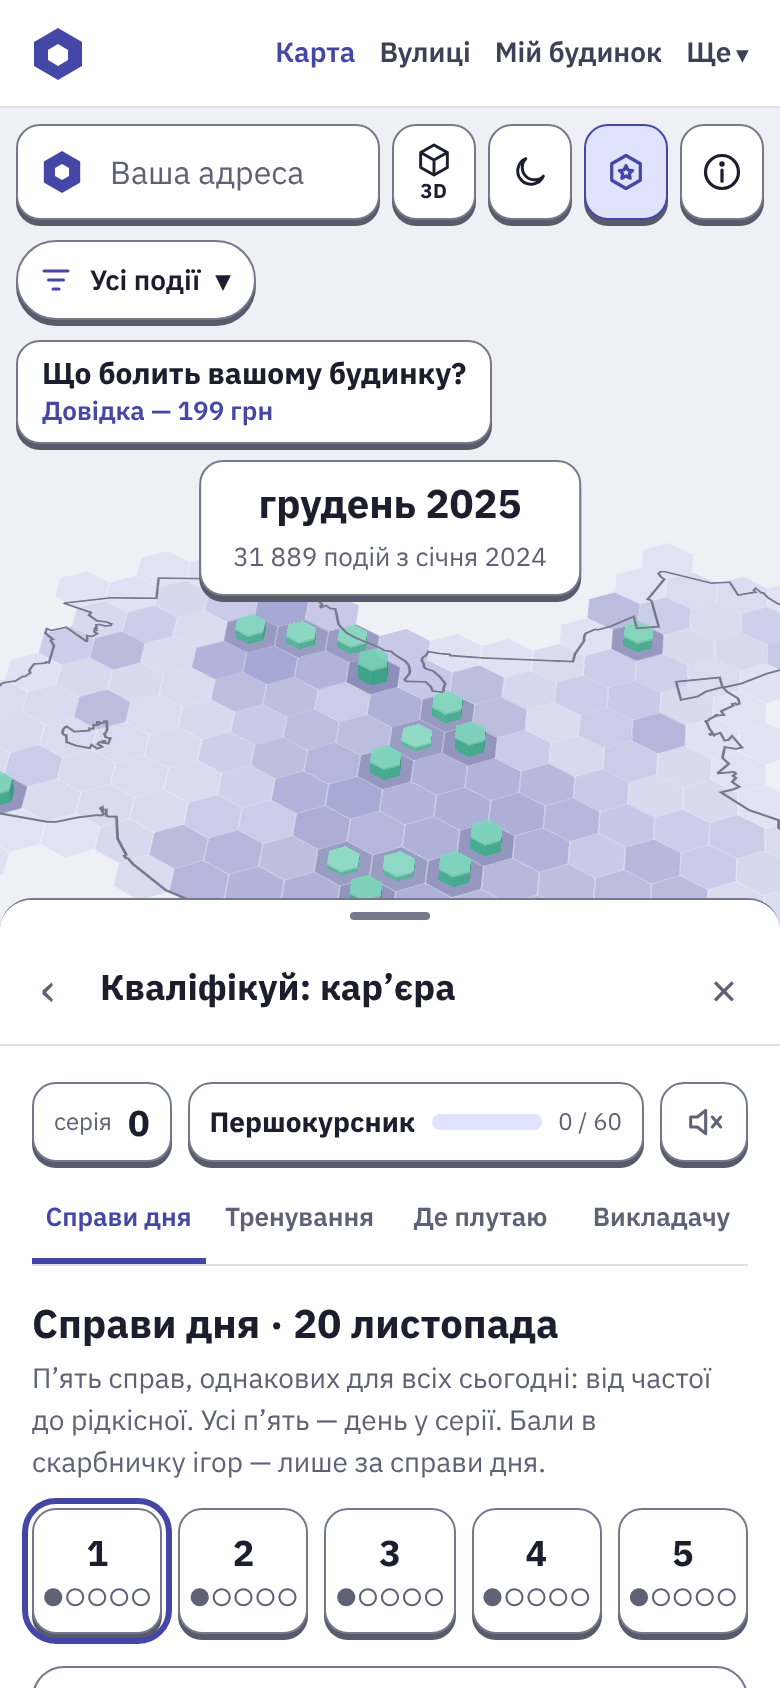 Карта Вулиці Мій будинок Ще ▾
Ваша адреса
3D
Усі події ▼
Що болить вашому будинку?
Довідка — 199 грн
грудень 2025
31 889 подій з січня 2024
Кваліфікуй: кар’єра
серія 0 Першокурсник 0 / 60
Справи дня Тренування Де плутаю Викладачу
Справи дня · 20 листопада
П’ять справ, однакових для всіх сьогодні: від частої
до рідкісної. Усі п’ять — день у серії. Бали в
скарбничку ігор — лише за справи дня.
1 2 3 4 5